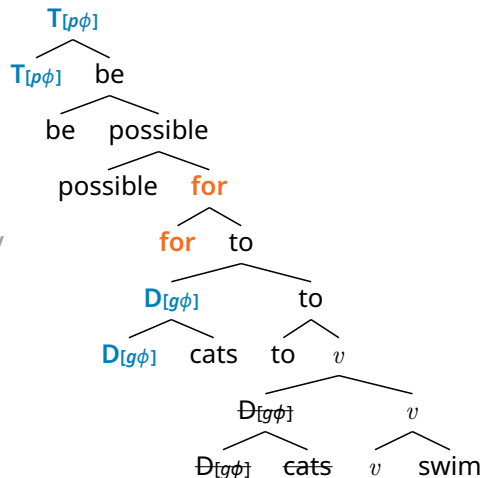 T[pϕ]
T[pϕ] be
be possible
possible for
for to
D[gϕ] to
D[gϕ] cats to v
D[gϕ] v
D[gϕ] cats v swim